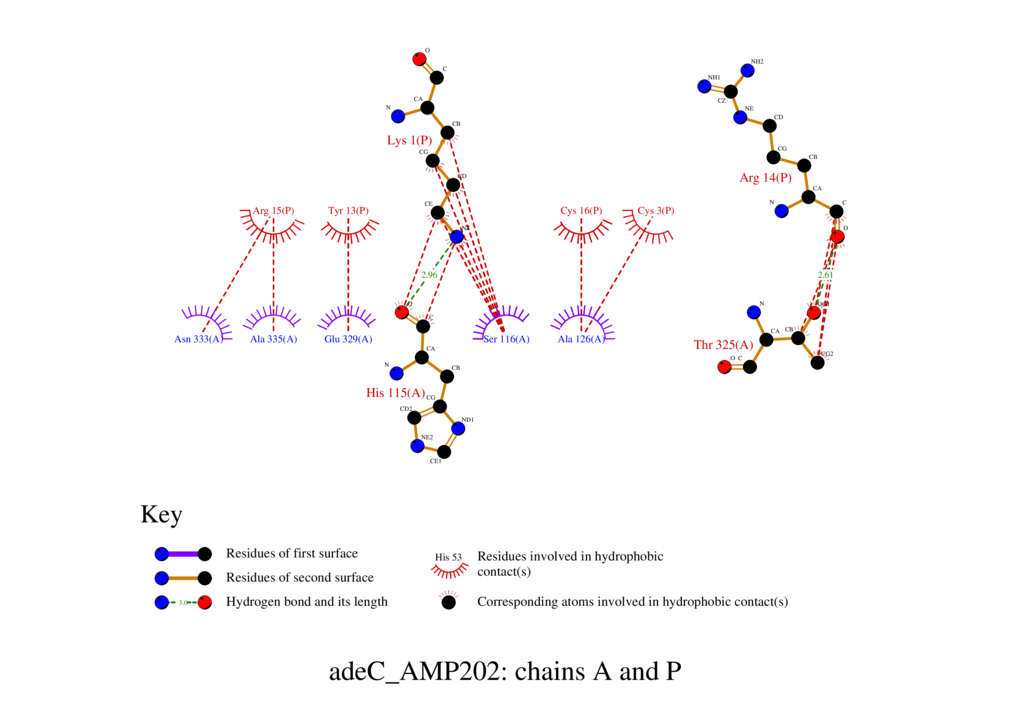 O
C
CA
N
CB
Lys 1(P)
CG
CD
CE
NZ
NH2
NH1
CZ
NE
CD
CG
CB
Arg 14(P)
CA
N
C
O
Arg 15(P)
Tyr 13(P)
Cys 16(P)
Cys 3(P)
2.96
2.61
O
C
Asn 333(A)
Ala 335(A)
Glu 329(A)
Ser 116(A)
Ala 126(A)
N
CA
CB
CG2
Thr 325(A)
O
C
CA
N
CB
His 115(A)
CG
CD2
ND1
NE2
CE1
Key
Residues of first surface
Residues of second surface
Hydrogen bond and its length
3.0
His 53
Residues involved in hydrophobic
contact(s)
Corresponding atoms involved in hydrophobic contact(s)
adeC_AMP202: chains A and P